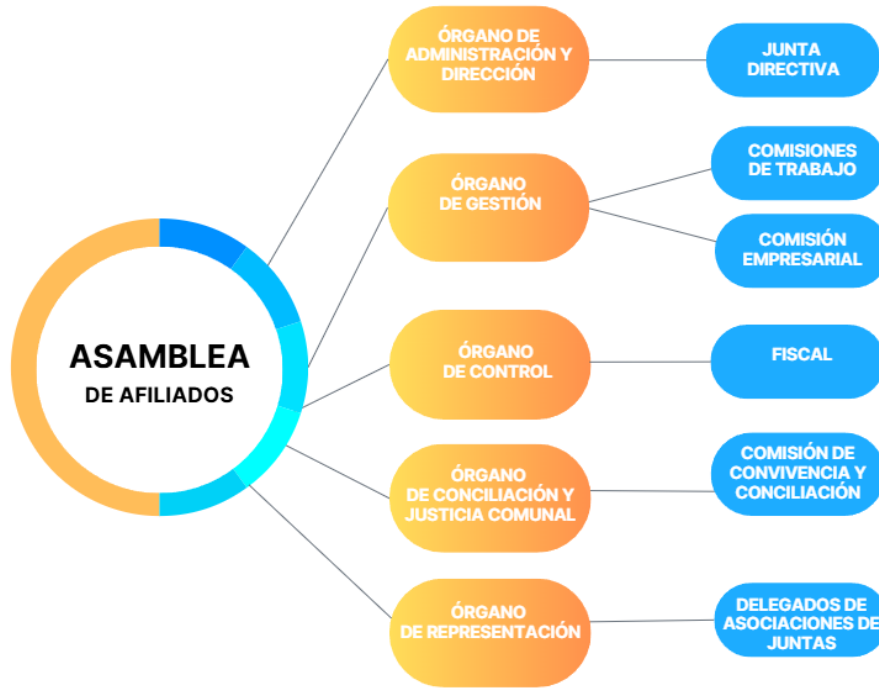 ASAMBLEA
DE AFILIADOS
ÓRGANO DE
ADMINISTRACIÓN Y
DIRECCIÓN
JUNTA
DIRECTIVA
ÓRGANO
DE GESTIÓN
COMISIONES
DE TRABAJO
COMISIÓN
EMPRESARIAL
ÓRGANO
DE CONTROL
FISCAL
ÓRGANO
DE CONCILIACIÓN Y
JUSTICIA COMUNAL
COMISIÓN DE
CONVIVENCIA Y
CONCILIACIÓN
ÓRGANO
DE REPRESENTACIÓN
DELEGADOS DE
ASOCIACIONES DE
JUNTAS